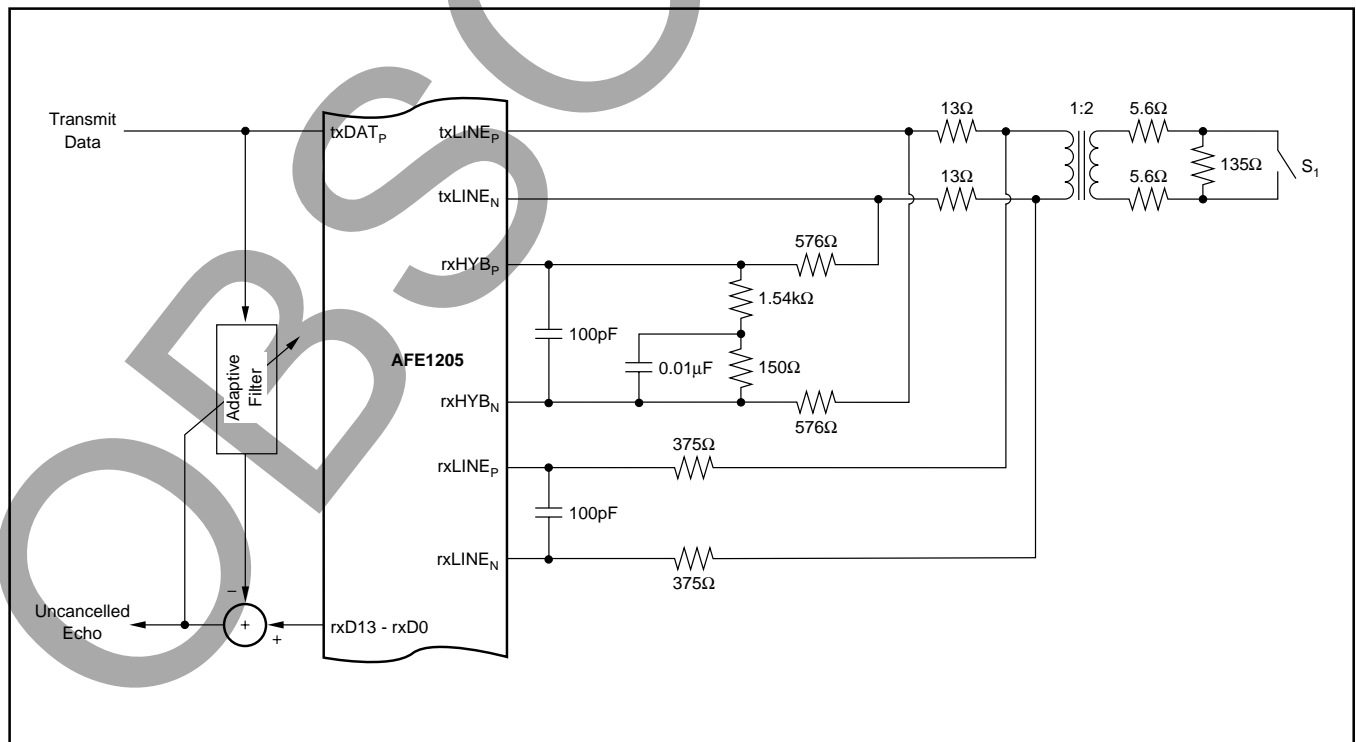 OBSO
Transmit
Data
txDATP
txLINEP
13Ω
1:2
5.6Ω
135Ω
S1
txLINEN
13Ω
5.6Ω
rxHYBP
576Ω
1.54kΩ
100pF
AFE1205
0.01μF
150Ω
Adaptive
Filter
rxHYBN
576Ω
rxLINEP
375Ω
100pF
rxLINEN
375Ω
Uncancelled
Echo
−
+
+
rxD13 - rxD0